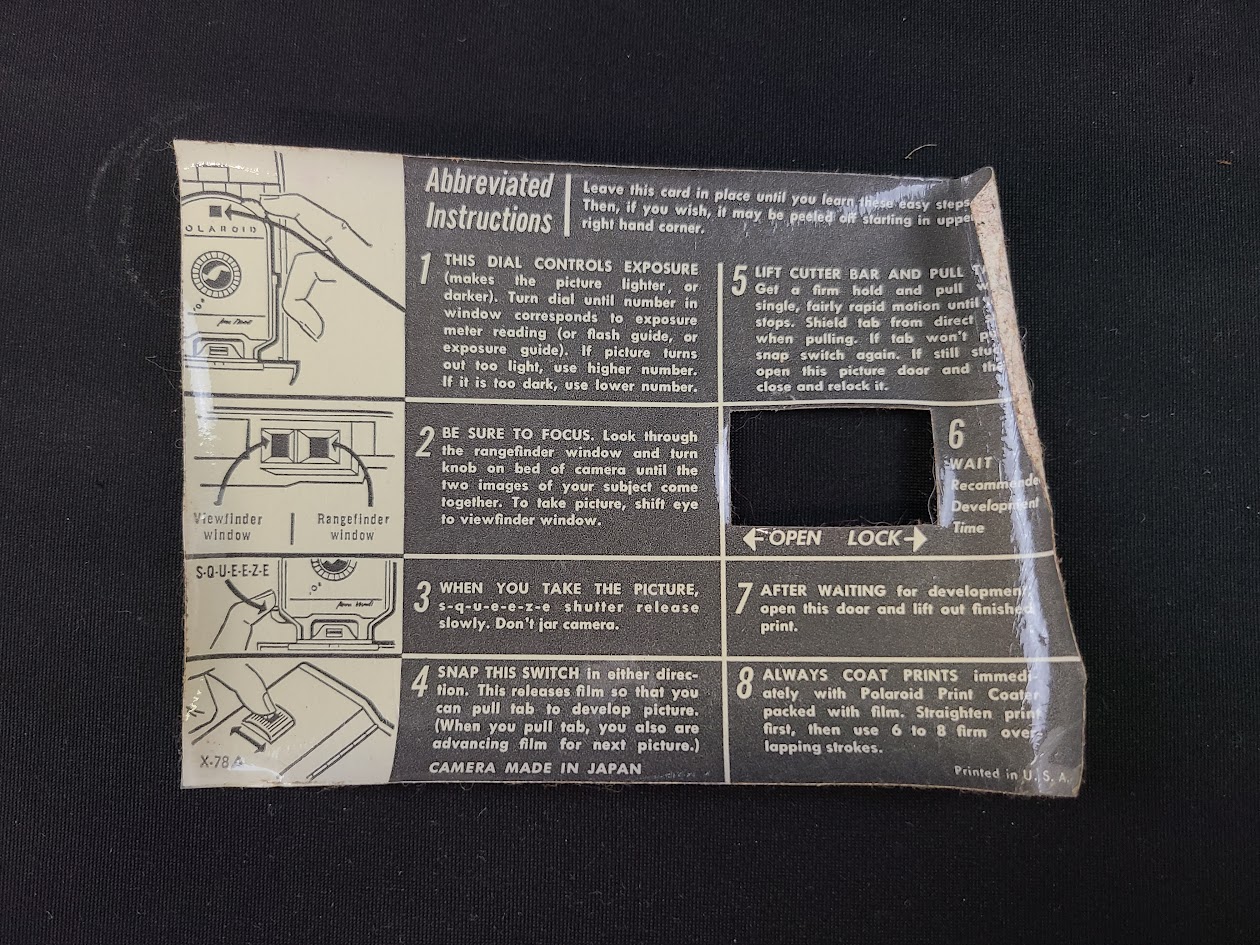 Abbreviated
Instructions
Leave this card in place until you learn these easy steps.
Then, if you wish, it may be peeled off starting in upper
right hand corner.
OLAROID
1 THIS DIAL CONTROLS EXPOSURE
(makes the picture lighter, or
darker). Turn dial until number in
window corresponds to exposure
meter reading (or flash guide, or
exposure guide). If picture turns
out too light, use higher number.
If it is too dark, use lower number.
Viewfinder
window
Rangefinder
window
2 BE SURE TO FOCUS. Look through
the rangefinder window and turn
knob on bed of camera until the
two images of your subject come
together. To take picture, shift eye
to viewfinder window.
S-Q-U-E-E-Z-E
3 WHEN YOU TAKE THE PICTURE,
s-q-u-e-e-z-e shutter release
slowly. Don't jar camera.
4 SNAP THIS SWITCH in either direc-
tion. This releases film so that you
can pull tab to develop picture.
(When you pull tab, you also are
advancing film for next picture.)
X-78A
CAMERA MADE IN JAPAN
5 LIFT CUTTER BAR AND PULL
Get a firm hold and pull
single, fairly rapid motion until
stops. Shield tab from direct
when pulling. If tab won't
snap switch again. If still
open this picture door and
close and relock it.
6
WAIT
Recommende
Development
Time
OPEN LOCK
7 AFTER WAITING for development,
open this door and lift out finished
print.
8 ALWAYS COAT PRINTS immedi-
ately with Polaroid Print Coater
packed with film. Straighten print
first, then use 6 to 8 firm over-
lapping strokes.
Printed in U. S. A.